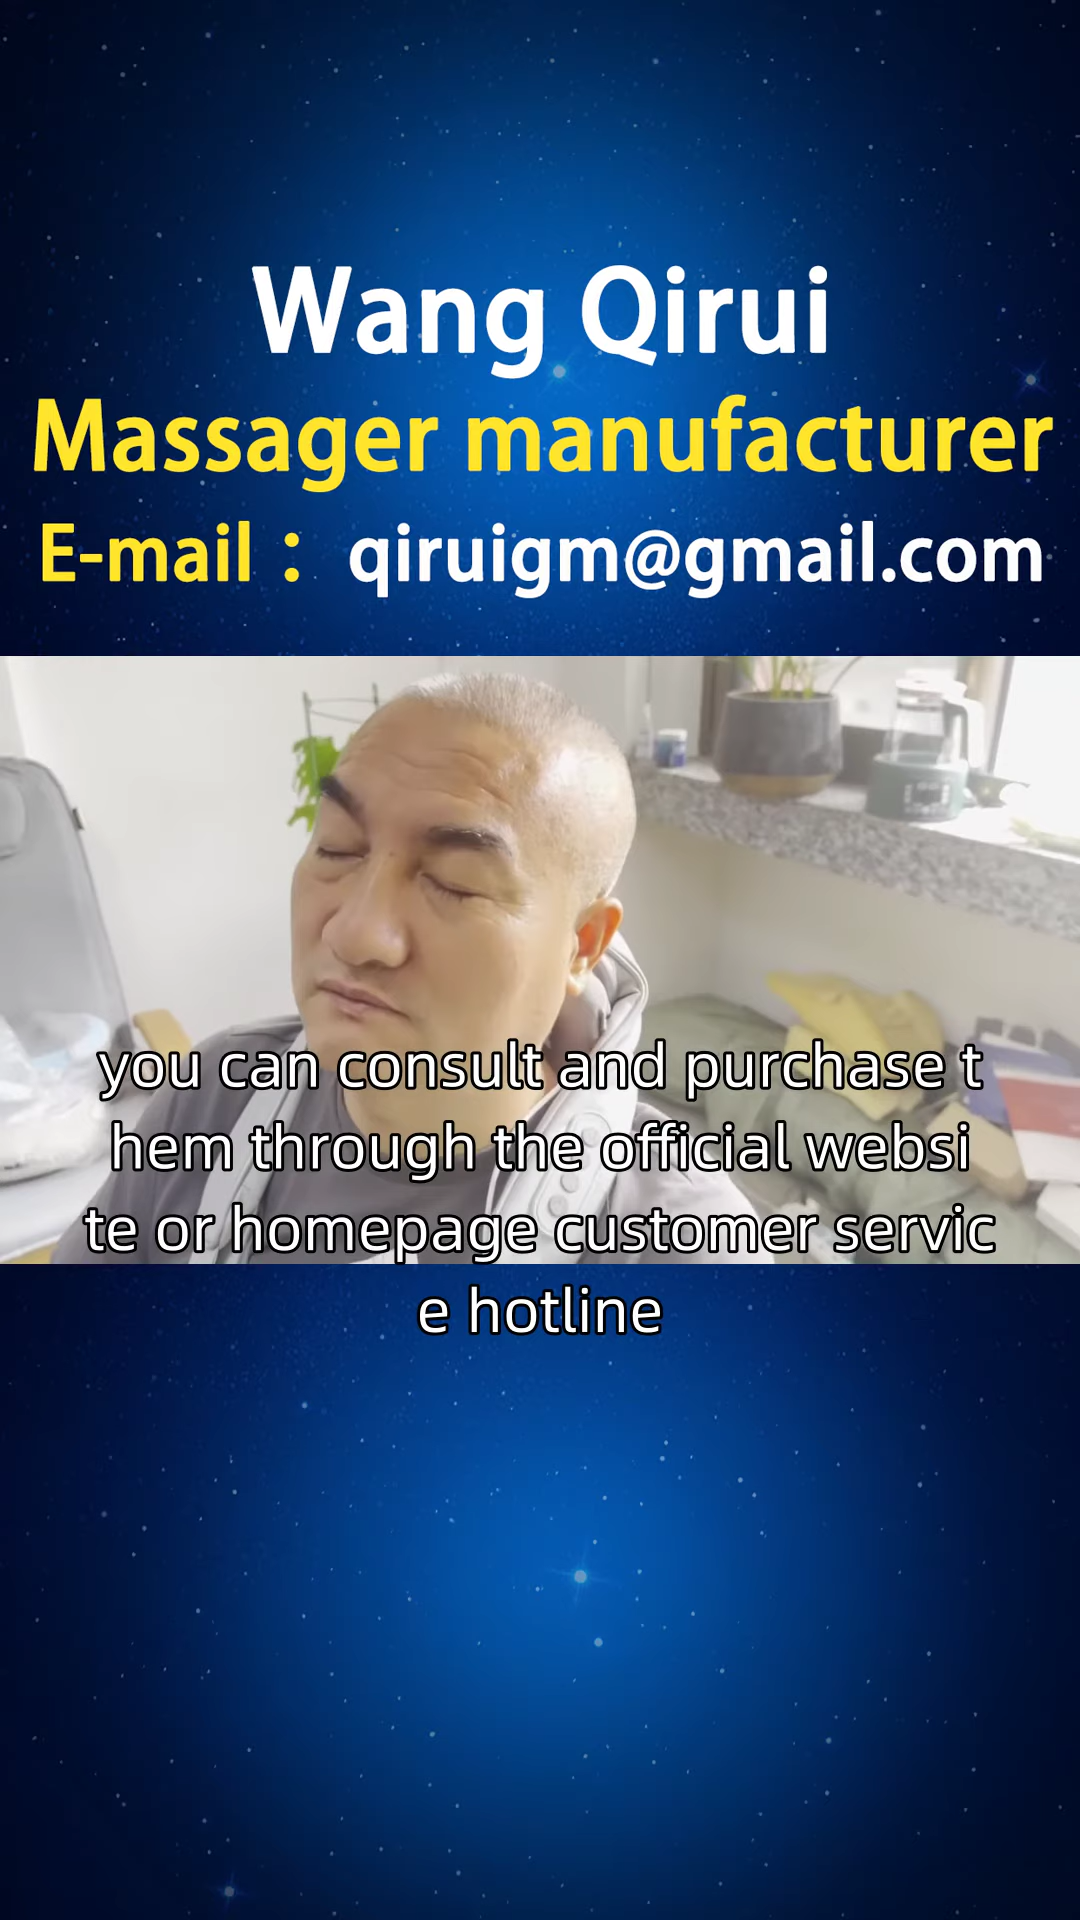 Wang Qirui
Massager manufacturer
E-mail： qiruigm@gmail.com
you can consult and purchase t
hem through the official websi
te or homepage customer servic
e hotline